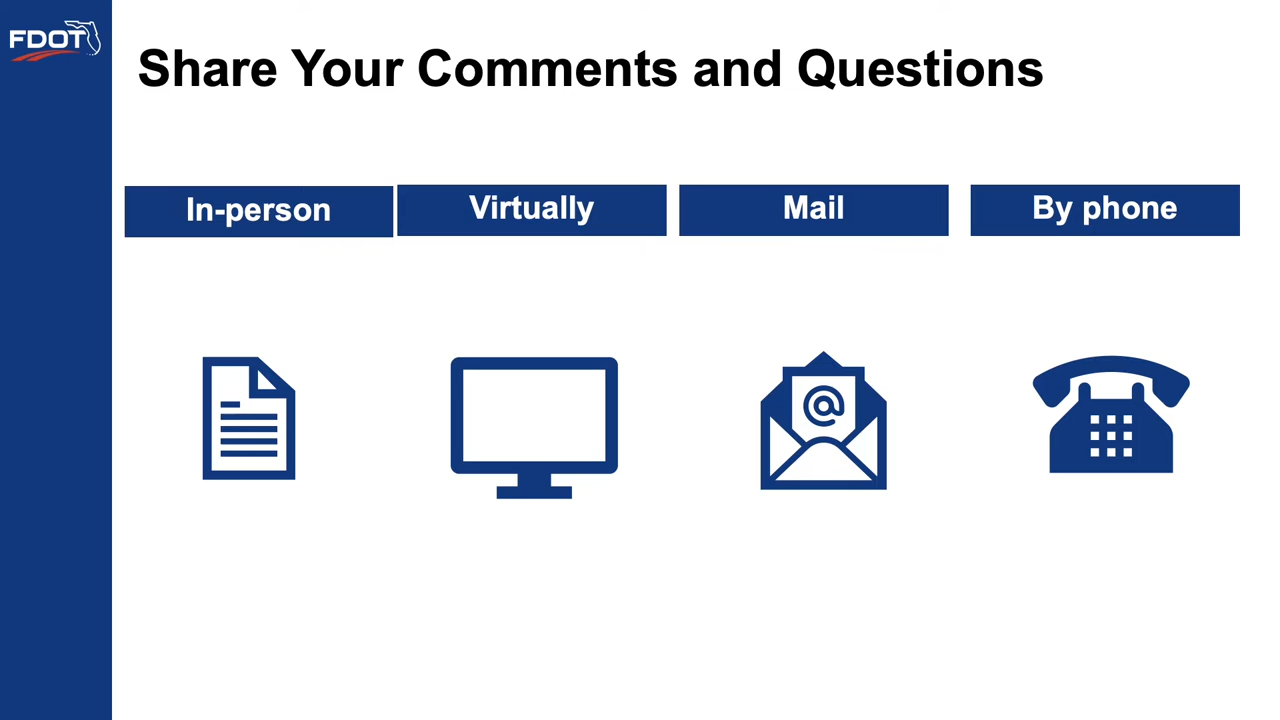 FDOT
Share Your Comments and Questions
In-person
Virtually
Mail
By phone
@